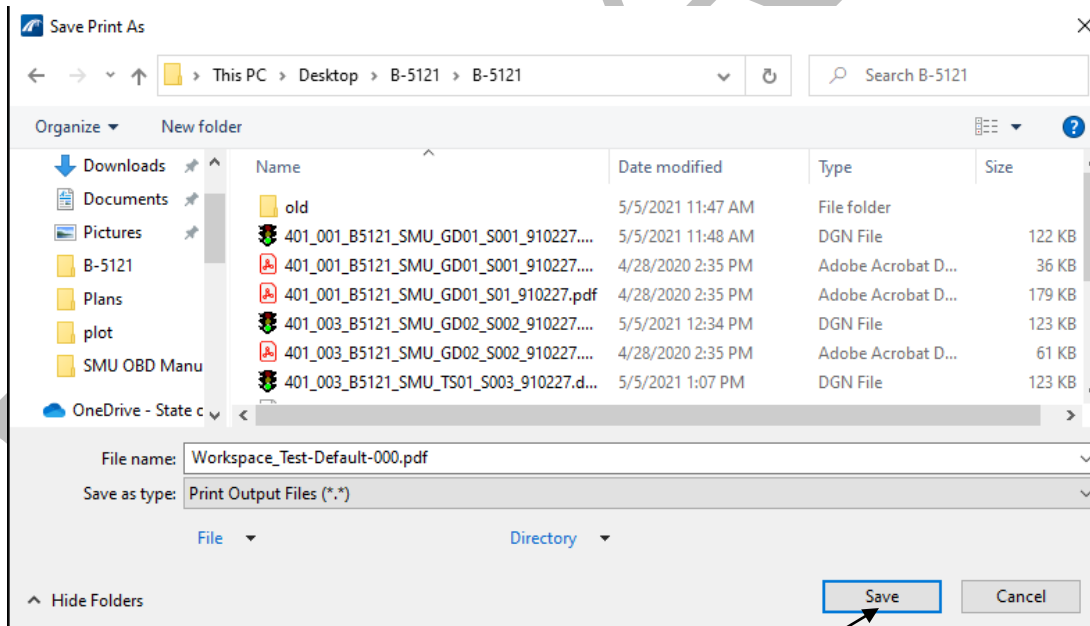 Save Print As
This PC > Desktop > B-5121 > B-5121
Search B-5121
Organize New folder
Downloads
Documents
Pictures
B-5121
Plans
plot
SMU OBD Manu
OneDrive - State c
Name Date modified Type Size
old 5/5/2021 11:47 AM File folder
401_001_B5121_SMU_GD01_S001_910227.... 5/5/2021 11:48 AM DGN File 122 KB
401_001_B5121_SMU_GD01_S001_910227.... 4/28/2020 2:35 PM Adobe Acrobat D... 36 KB
401_001_B5121_SMU_GD01_S01_910227.pdf 4/28/2020 2:35 PM Adobe Acrobat D... 179 KB
401_003_B5121_SMU_GD02_S002_910227.... 5/5/2021 12:34 PM DGN File 123 KB
401_003_B5121_SMU_GD02_S002_910227.... 4/28/2020 2:35 PM Adobe Acrobat D... 61 KB
401_003_B5121_SMU_TS01_S003_910227.d... 5/5/2021 1:07 PM DGN File 123 KB
File name: Workspace_Test-Default-000.pdf
Save as type: Print Output Files (*.*)
File Directory
Hide Folders
Save Cancel